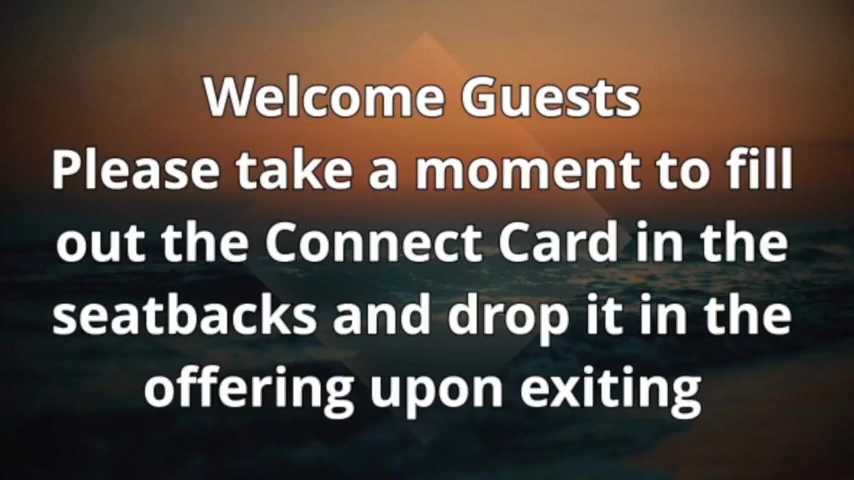 Welcome Guests
Please take a moment to fill
out the Connect Card in the
seatbacks and drop it in the
offering upon exiting